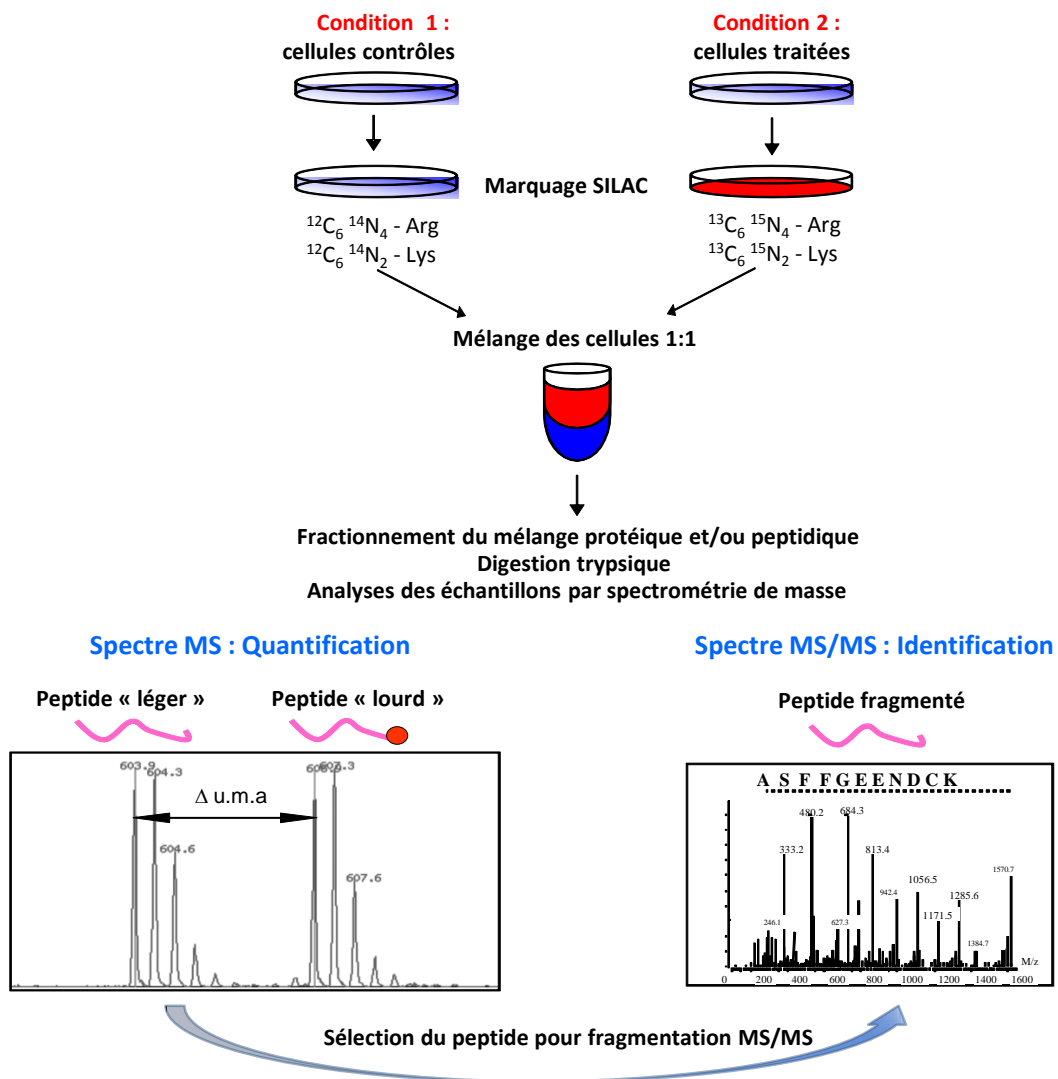 Condition 1 :
cellules contrôles
Condition 2 :
cellules traitées
Marquage SILAC
¹²C₆ ¹⁴N₄ - Arg
¹²C₆ ¹⁴N₂ - Lys
¹³C₆ ¹⁵N₄ - Arg
¹³C₆ ¹⁵N₂ - Lys
Mélange des cellules 1:1
Fractionnement du mélange protéique et/ou peptidique
Digestion trypsique
Analyses des échantillons par spectrométrie de masse
Spectre MS : Quantification
Peptide « léger »
Peptide « lourd »
603.9
604.3
604.6
607.3
607.6
Δ u.m.a
Spectre MS/MS : Identification
Peptide fragmenté
A S F F G E E N D C K
480.2
684.3
333.2
813.4
246.1
627.3
942.4
1056.5
1171.5
1285.6
1384.7
1570.7
M/z
0 200 400 600 800 1000 1200 1400 1600
Sélection du peptide pour fragmentation MS/MS